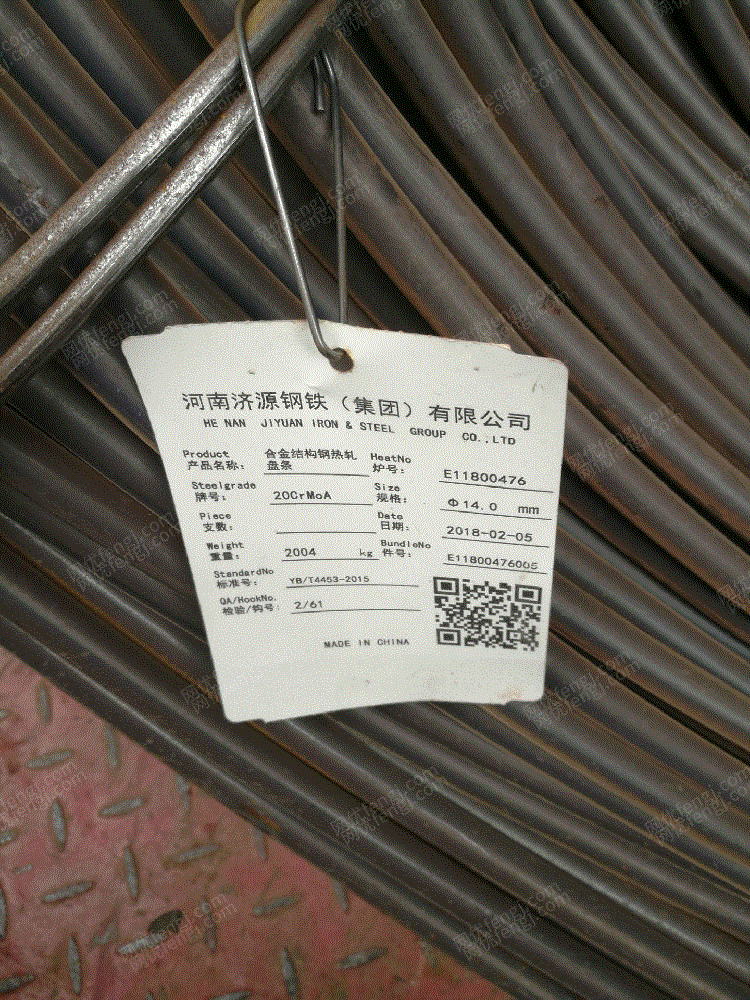 河南济源钢铁（集团）有限公司
HE NAN JIYUAN IRON & STEEL GROUP CO.,LTD
Product 产品名称： 合金结构钢热轧盘条
HeatNo 炉号： E11800476
Steelgrade 牌号： 20CrMoA
Size 规格： Φ14.0 mm
Piece 支数：
Date 日期： 2018-02-05
Weight 重量： 2004 kg
BundleNo 件号： E11800476005
StandardNo 标准号： YB/T4453-2015
QA/HookNo. 检验/钩号： 2/61
MADE IN CHINA